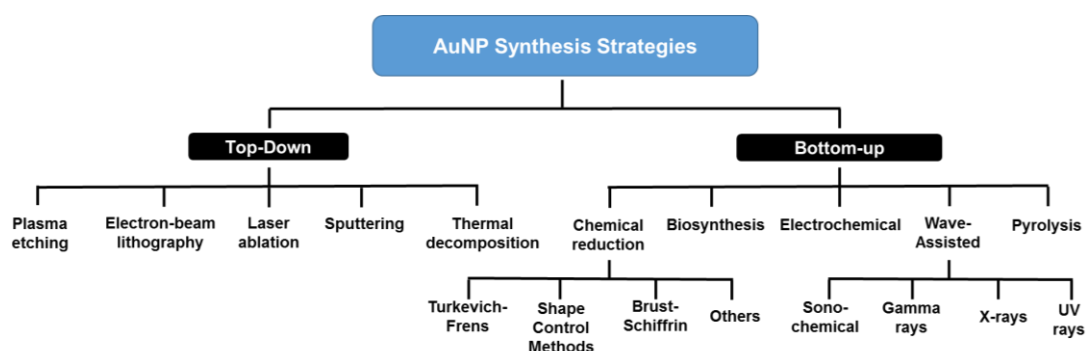 AuNP Synthesis Strategies
Top-Down
Bottom-up
Plasma
etching
Electron-beam
lithography
Laser
ablation
Sputtering
Thermal
decomposition
Chemical
reduction
Biosynthesis
Electrochemical
Wave-
Assisted
Pyrolysis
Turkevich-
Frens
Shape
Control
Methods
Brust-
Schiffrin
Others
Sono-
chemical
Gamma
rays
X-rays
UV
rays